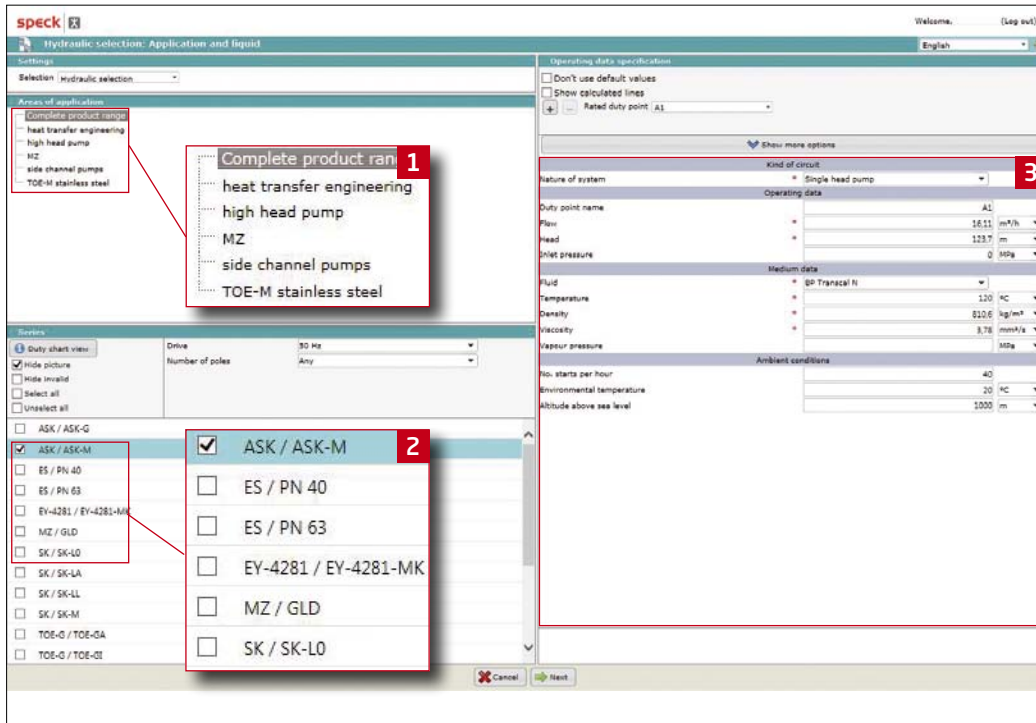 speck
Welcome, (Log out)
Hydraulic selection: Application and liquid
English
Settings
Selection Hydraulic selection
Areas of application
Complete product range
heat transfer engineering
high head pump
MZ
side channel pumps
TOE-M stainless steel
Complete product ran
1
heat transfer engineering
high head pump
MZ
side channel pumps
TOE-M stainless steel
Series
Duty chart view
Hide picture
Hide invalid
Select all
Unselect all
Drive 50 Hz
Number of poles Any
ASK / ASK-G
ASK / ASK-M
ES / PN 40
ES / PN 63
EY-4281 / EY-4281-MK
MZ / GLD
SK / SK-L0
SK / SK-LA
SK / SK-LL
SK / SK-M
TOE-G / TOE-GA
TOE-G / TOE-GI
ASK / ASK-M
2
ES / PN 40
ES / PN 63
EY-4281 / EY-4281-MK
MZ / GLD
SK / SK-L0
Operating data specification
Don't use default values
Show calculated lines
+ - Rated duty point A1
Show more options
3
Kind of circuit
Nature of system * Single head pump
Operating data
Duty point name A1
Flow * 16,11 m³/h
Head * 123,7 m
Inlet pressure 0 MPa
Medium data
Fluid * BP Transcal N
Temperature * 120 °C
Density * 810,6 kg/m³
Viscosity * 3,78 mm²/s
Vapour pressure MPa
Ambient conditions
No. starts per hour 40
Environmental temperature 20 °C
Altitude above sea level 1000 m
Cancel Next